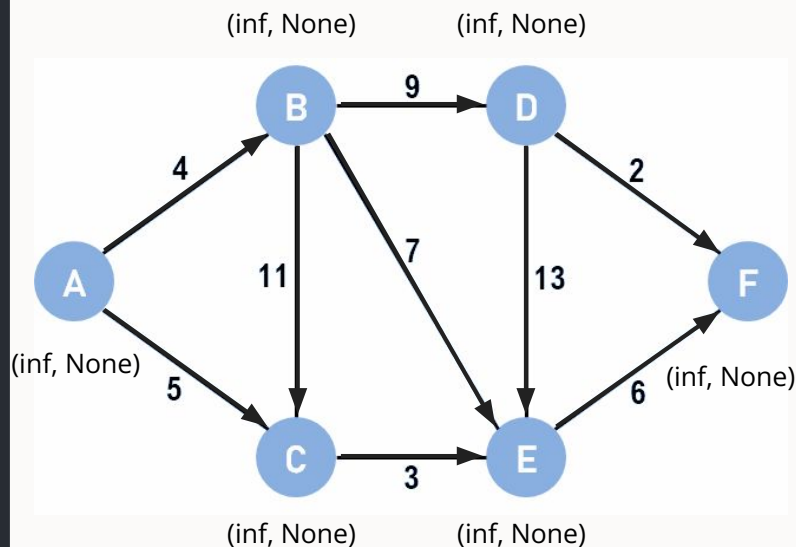 (inf, None) (inf, None)
B 9 D
4 2
A 11 7 13 F
(inf, None) 5 6 (inf, None)
C 3 E
(inf, None) (inf, None)